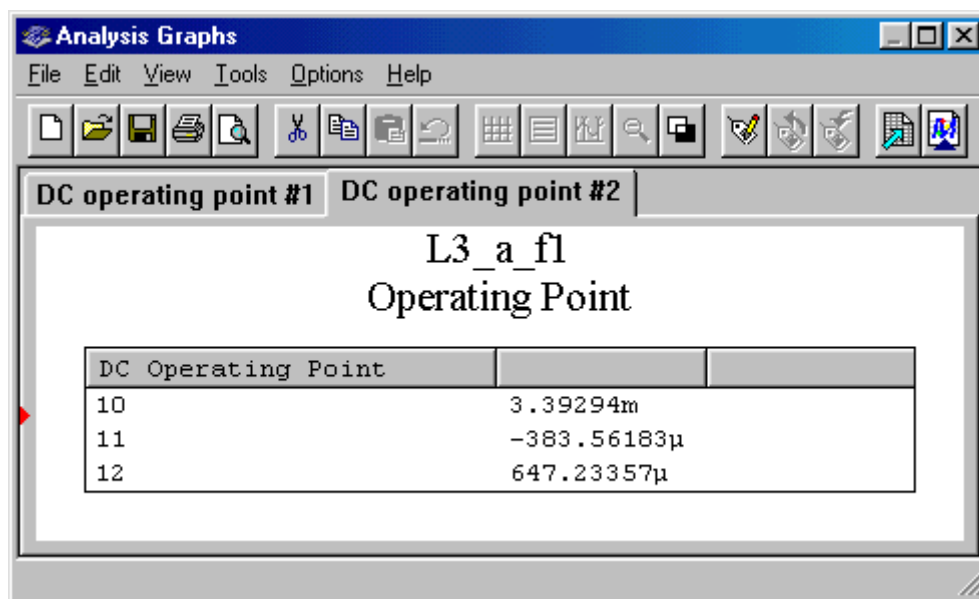 Analysis Graphs
File Edit View Tools Options Help
DC operating point #1 DC operating point #2
L3_a_f1
Operating Point
DC Operating Point
10 3.39294m
11 -383.56183µ
12 647.23357µ